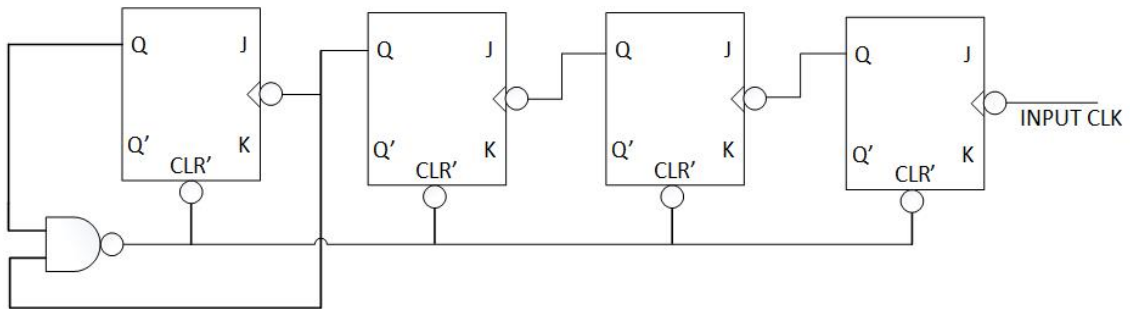 Q J
Q J
Q J
Q J
INPUT CLK
Q' K
Q' K
Q' K
Q' K
CLR'
CLR'
CLR'
CLR'